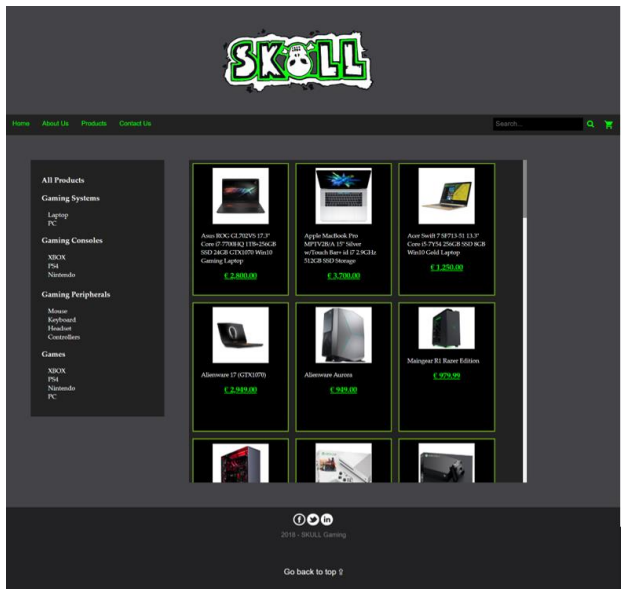 SKULL
Home About Us Products Contact Us Search...
All Products
Gaming Systems
Laptop
PC
Gaming Consoles
XBOX
PS4
Nintendo
Gaming Peripherals
Mouse
Keyboard
Headset
Controllers
Games
XBOX
PS4
Nintendo
PC
Asus ROG GL702VS 17.3"
Core i7-7700HQ 1TB+256GB
SSD 24GB GTX1070 Win10
Gaming Laptop
€ 2,800.00
Apple MacBook Pro
MPTV2B/A 15" Silver
w/Touch Bar+ id i7 2.9GHz
512GB SSD Storage
€ 3,700.00
Acer Swift 7 SF713-51 13.3"
Core i5-7Y54 256GB SSD 8GB
Win10 Gold Laptop
€ 1,250.00
Alienware 17 (GTX1070)
€ 2,949.00
Alienware Aurora
€ 949.00
Maingear R1 Razer Edition
€ 979.99
2018 - SKULL Gaming
Go back to top ⇧